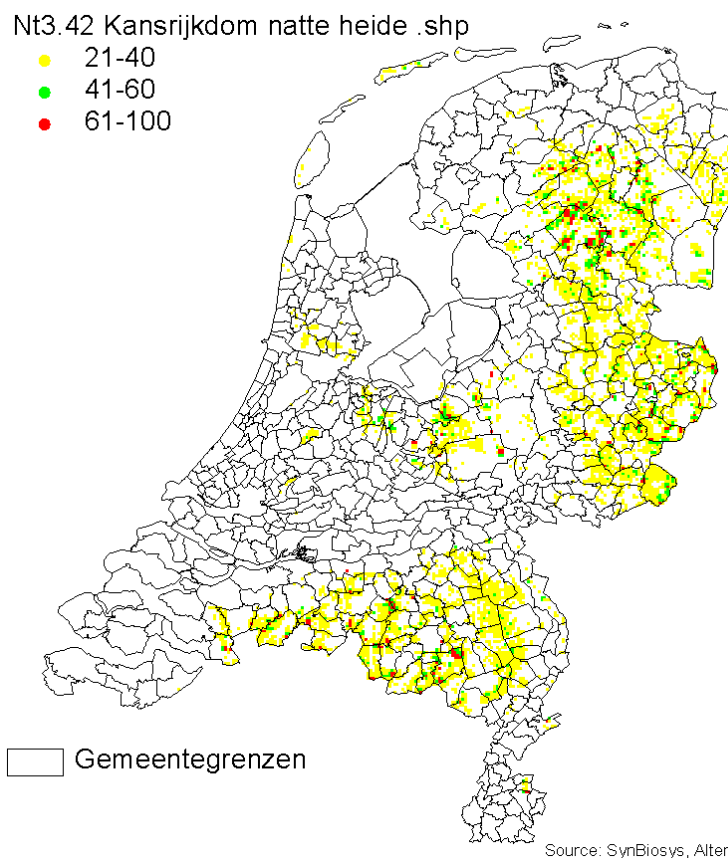 Nt3.42 Kansrijkdom natte heide .shp
21-40
41-60
61-100
Gemeentegrenzen
Source: SynBiosys, Alter